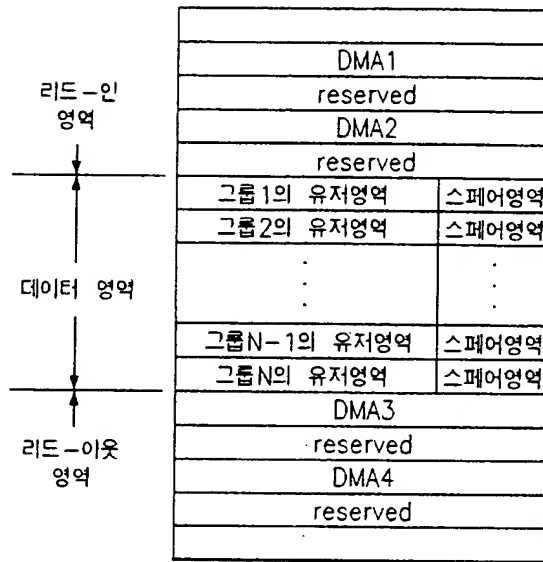 DMA1
reserved
DMA2
reserved
리드-인
영역
그룹1의 유저영역 스페어영역
그룹2의 유저영역 스페어영역
데이터 영역
그룹N-1의 유저영역 스페어영역
그룹N의 유저영역 스페어영역
DMA3
reserved
DMA4
reserved
리드-이웃
영역